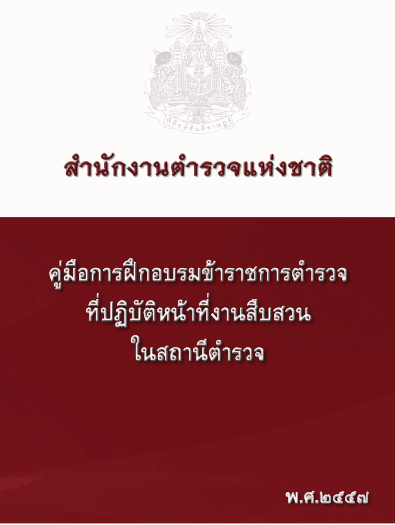 สำนักงานตำรวจแห่งชาติ
คู่มือการฝึกอบรมข้าราชการตำรวจ
ที่ปฏิบัติหน้าที่งานสืบสวน
ในสถานีตำรวจ
พ.ศ.๒๕๕๗